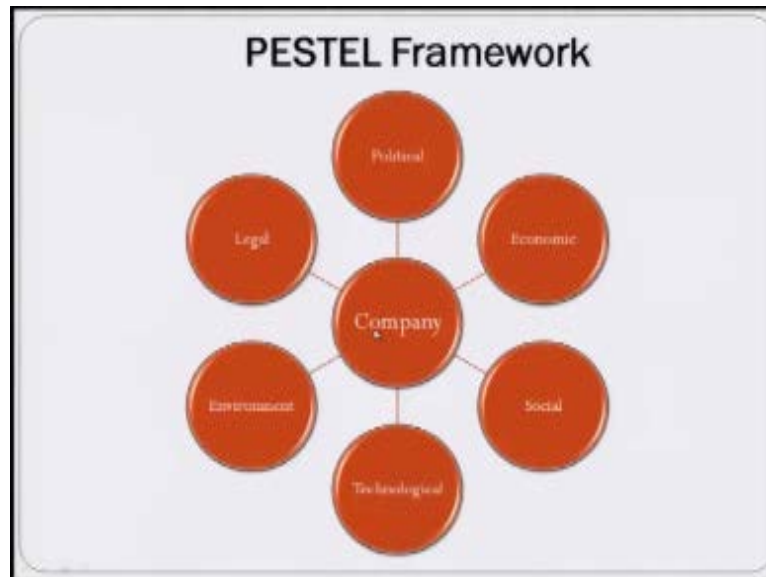 PESTEL Framework
Political
Legal
Economic
Company
Environment
Social
Technological